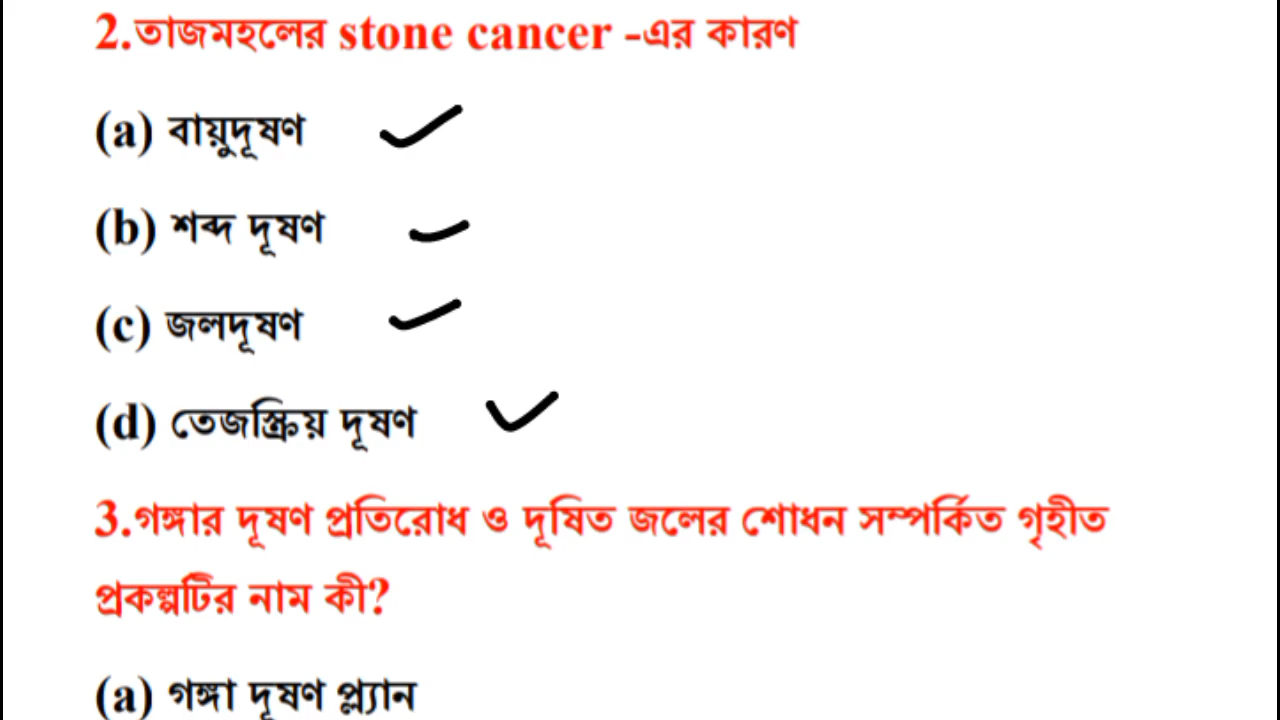 2.তাজমহলের stone cancer -এর কারণ
(a) বায়ুদূষণ
(b) শব্দ দূষণ
(c) জলদূষণ
(d) তেজস্ক্রিয় দূষণ
3.গঙ্গার দূষণ প্রতিরোধ ও দূষিত জলের শোধন সম্পর্কিত গৃহীত
প্রকল্পটির নাম কী?
(a) গঙ্গা দূষণ প্ল্যান